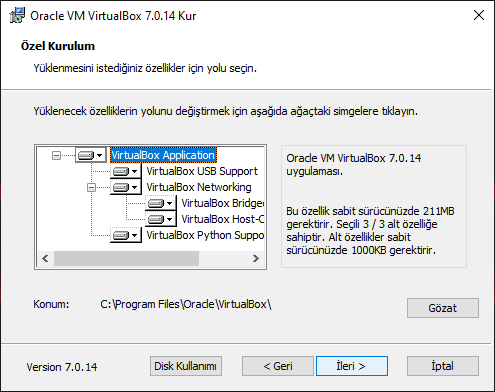 Oracle VM VirtualBox 7.0.14 Kur
Özel Kurulum
Yüklenmesini istediğiniz özellikler için yolu seçin.
Yüklenecek özelliklerin yolunu değiştirmek için aşağıda ağaçtaki simgelere tıklayın.
VirtualBox Application
VirtualBox USB Support
VirtualBox Networking
VirtualBox Bridged
VirtualBox Host-O
VirtualBox Python Suppo
Oracle VM VirtualBox 7.0.14
uygulaması.
Bu özellik sabit sürücünüzde 211MB
gerektirir. Seçili 3 / 3 alt özelliğe
sahiptir. Alt özellikler sabit
sürücünüzde 1000KB gerektirir.
Konum: C:\Program Files\Oracle\VirtualBox\
Gözat
Version 7.0.14
Disk Kullanımı
< Geri
İleri >
İptal